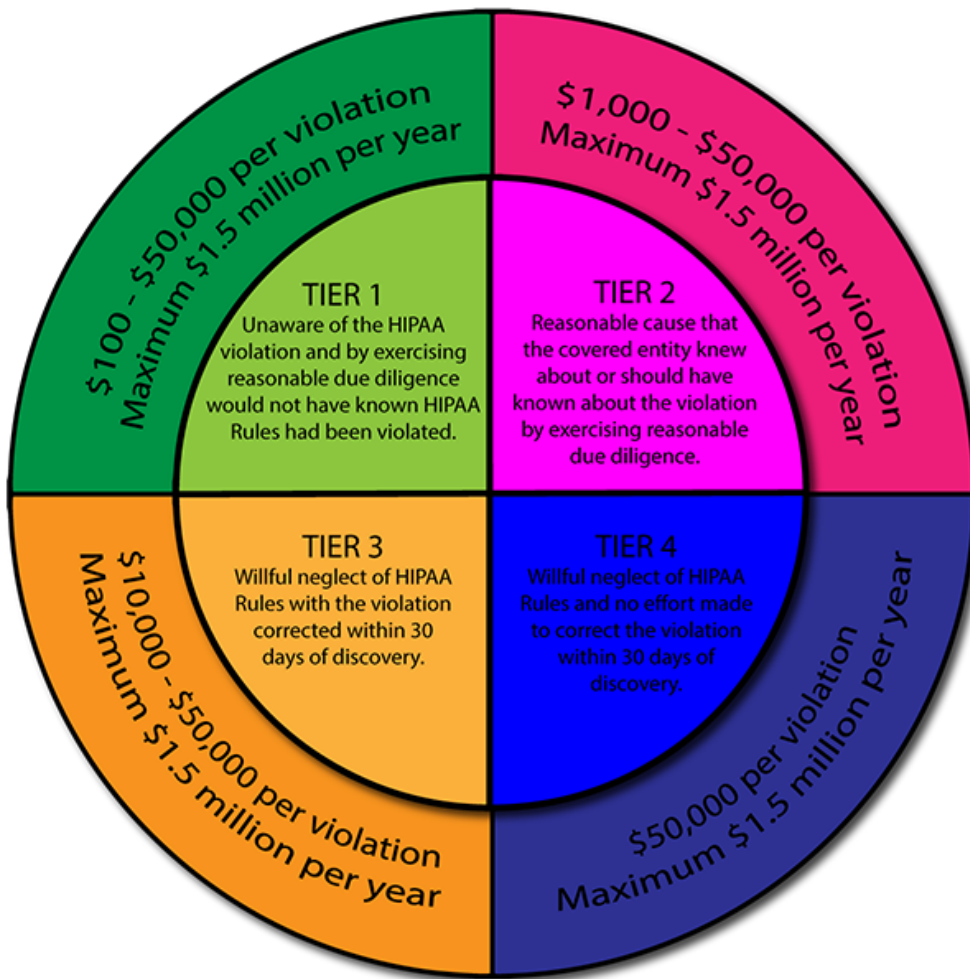 $100 - $50,000 per violation
Maximum $1.5 million per year
TIER 1
Unaware of the HIPAA
violation and by exercising
reasonable due diligence
would not have known HIPAA
Rules had been violated.
$1,000 - $50,000 per violation
Maximum $1.5 million per year
TIER 2
Reasonable cause that
the covered entity knew
about or should have
known about the violation
by exercising reasonable
due diligence.
TIER 3
Willful neglect of HIPAA
Rules with the violation
corrected within 30
days of discovery.
$10,000 - $50,000 per violation
Maximum $1.5 million per year
TIER 4
Willful neglect of HIPAA
Rules and no effort made
to correct the violation
within 30 days of
discovery.
$50,000 per violation
Maximum $1.5 million per year